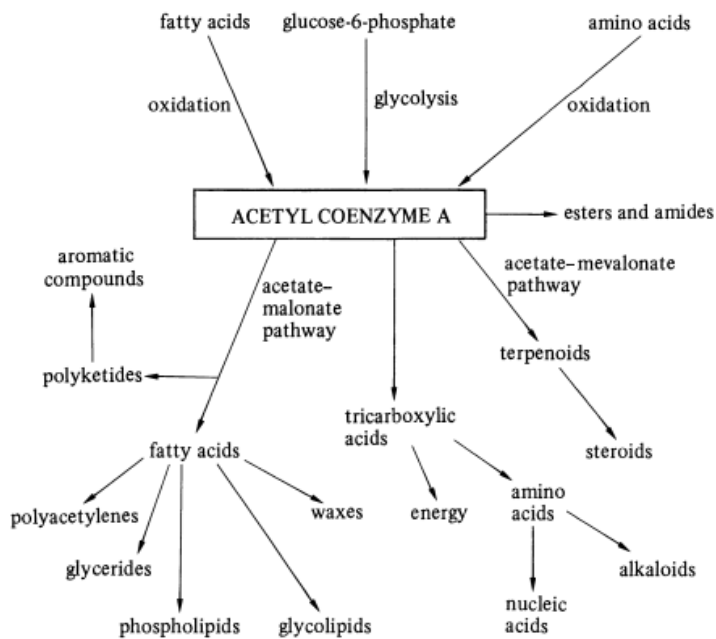 fatty acids
glucose-6-phosphate
amino acids
oxidation
glycolysis
oxidation
ACETYL COENZYME A
esters and amides
aromatic
compounds
acetate–
malonate
pathway
acetate–mevalonate
pathway
polyketides
terpenoids
tricarboxylic
acids
fatty acids
steroids
polyacetylenes
waxes
energy
amino
acids
glycerides
alkaloids
phospholipids
glycolipids
nucleic
acids